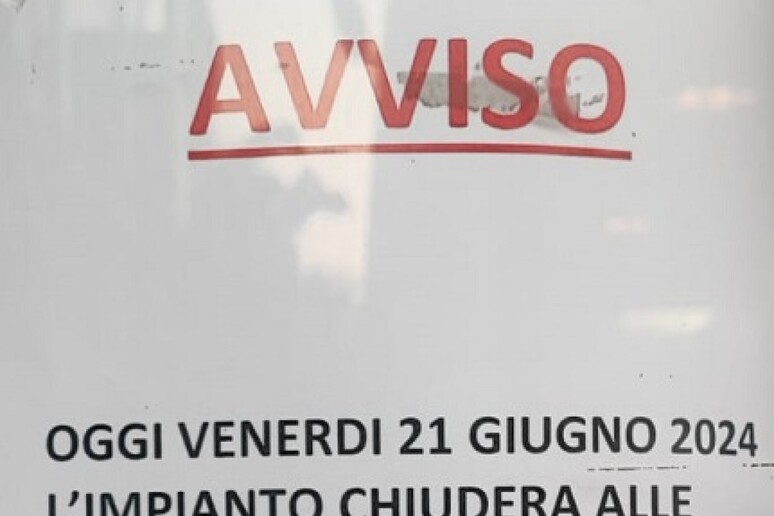 AVVISO
OGGI VENERDI 21 GIUGNO 2024
L'IMPIANTO CHIUDERA ALLE